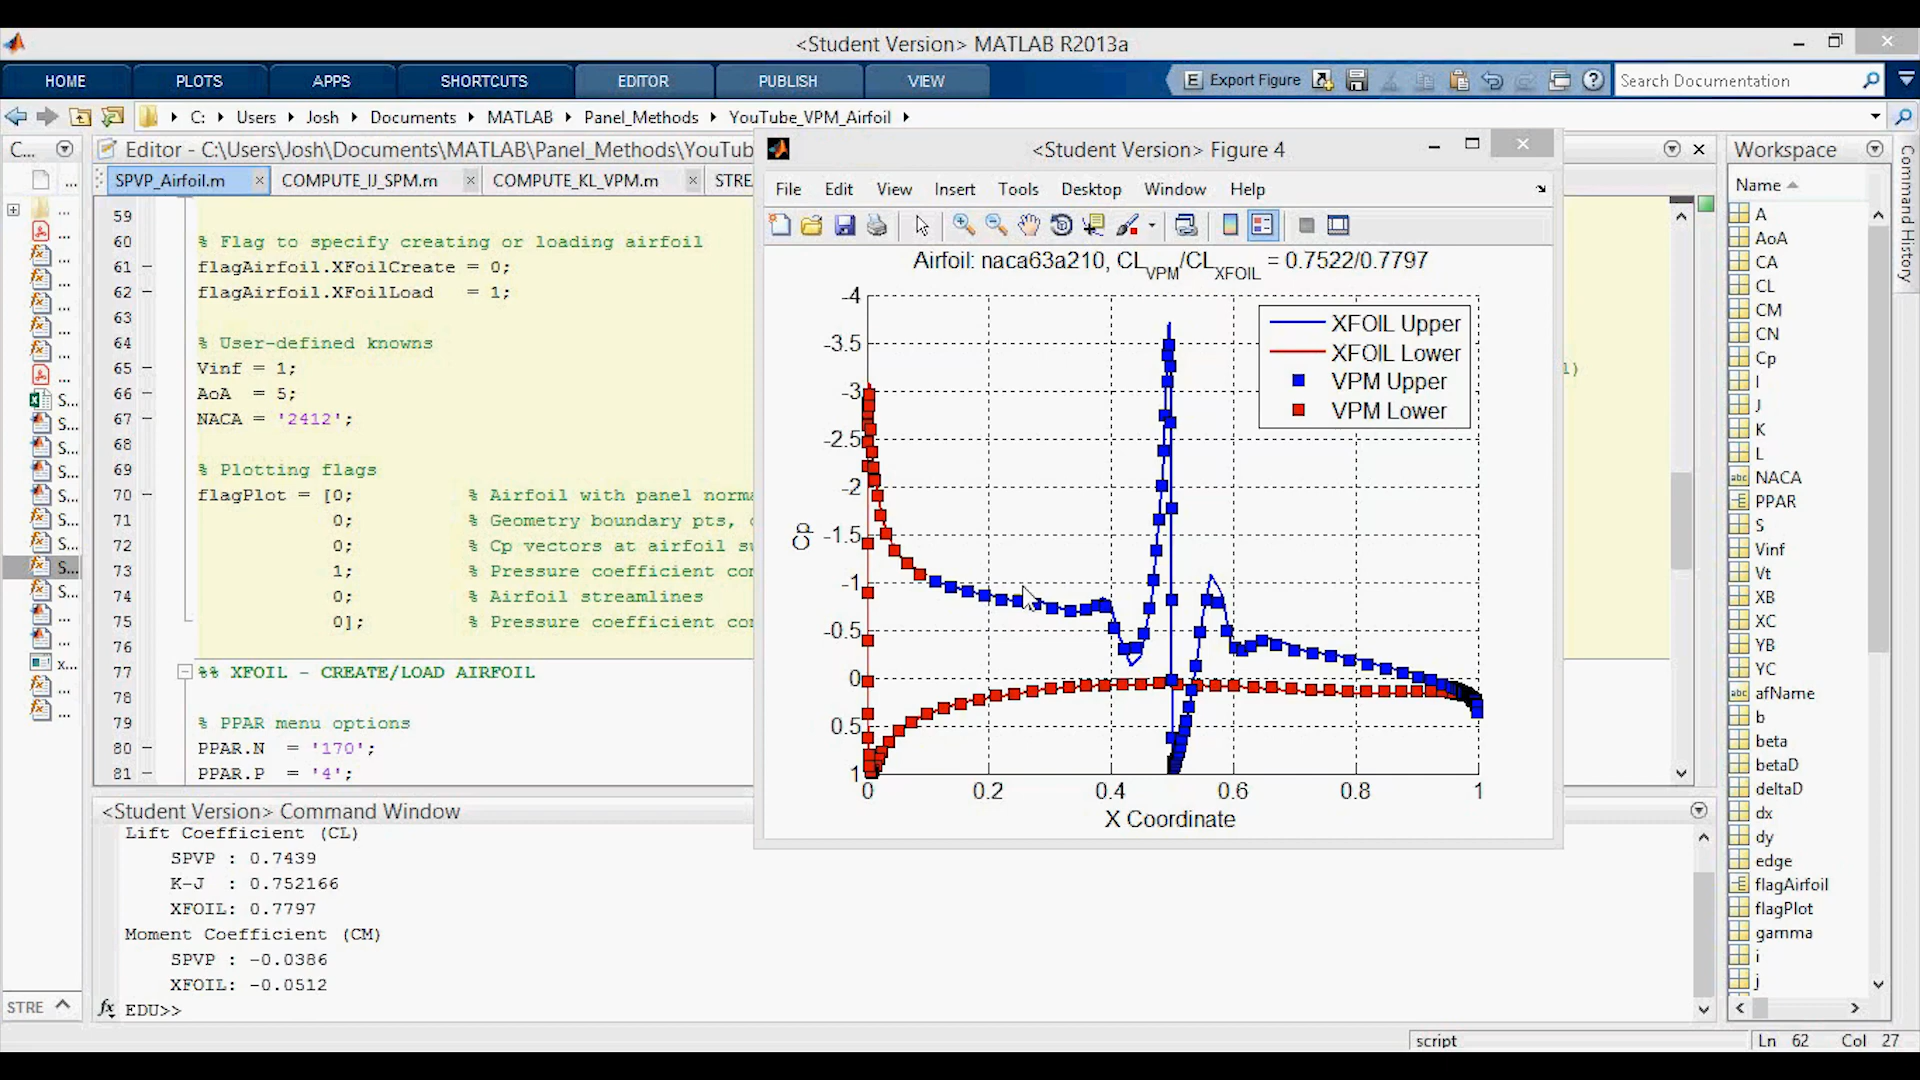 <Student Version> MATLAB R2013a
HOME PLOTS APPS SHORTCUTS EDITOR PUBLISH VIEW Export Figure Search Documentation
C: Users Josh Documents MATLAB Panel_Methods YouTube_VPM_Airfoil
C... Editor - C:\Users\Josh\Documents\MATLAB\Panel_Methods\YouTub
SPVP_Airfoil.m × COMPUTE_IJ_SPM.m × COMPUTE_KL_VPM.m × STRE
59
60 % Flag to specify creating or loading airfoil
61 – flagAirfoil.XFoilCreate = 0;
62 – flagAirfoil.XFoilLoad = 1;
63
64 % User-defined knowns
65 – Vinf = 1;
66 – AoA = 5;
67 – NACA = '2412';
68
69 % Plotting flags
70 – flagPlot = [0; % Airfoil with panel norma
71 0; % Geometry boundary pts, c
72 0; % Cp vectors at airfoil su
73 1; % Pressure coefficient con
74 0; % Airfoil streamlines
75 0]; % Pressure coefficient con
76
77 %% XFOIL - CREATE/LOAD AIRFOIL
78
79 % PPAR menu options
80 – PPAR.N = '170';
81 – PPAR.P = '4';
<Student Version> Figure 4
File Edit View Insert Tools Desktop Window Help
Airfoil: naca63a210, CLVPM/CLXFOIL = 0.7522/0.7797
XFOIL Upper
XFOIL Lower
VPM Upper
VPM Lower
-4
-3.5
-3
-2.5
-2
-1.5
-1
-0.5
0
0.5
1
Cp
0 0.2 0.4 0.6 0.8 1
X Coordinate
<Student Version> Command Window
Lift Coefficient (CL)
SPVP : 0.7439
K-J : 0.752166
XFOIL: 0.7797
Moment Coefficient (CM)
SPVP : -0.0386
XFOIL: -0.0512
fx EDU>>
STRE
Workspace
Name
A
AoA
CA
CL
CM
CN
Cp
I
J
K
L
NACA
PPAR
S
Vinf
Vt
XB
XC
YB
YC
afName
b
beta
betaD
deltaD
dx
dy
edge
flagAirfoil
flagPlot
gamma
i
j
Command History
script Ln 62 Col 27